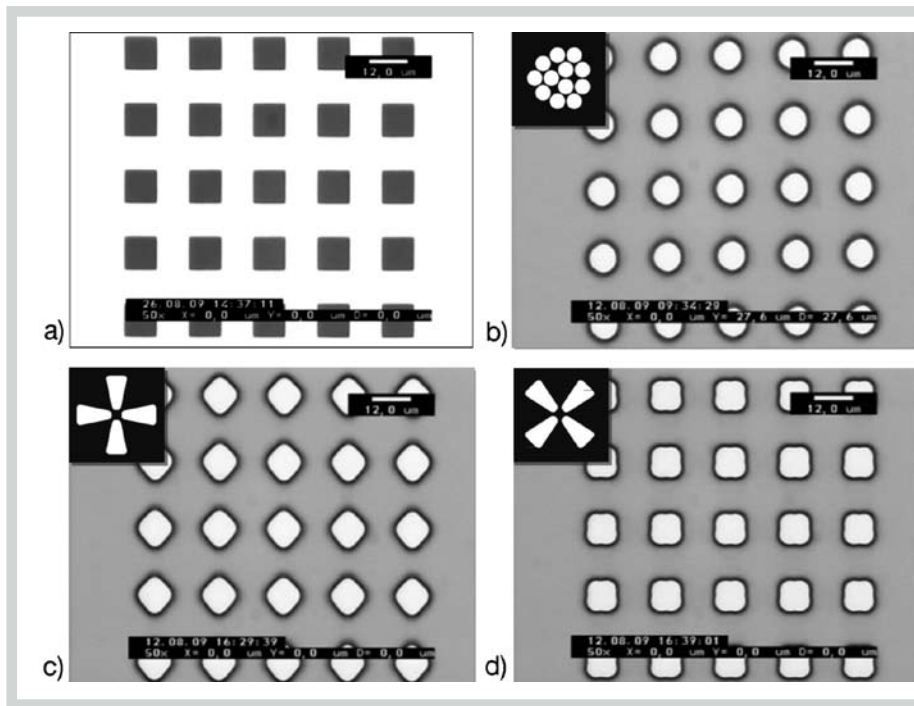 12,0 um
26.08.09 14:37:11
50x X= 0,0 um Y= 0,0 um D= 0,0 um
a)
12,0 um
12.08.09 09:34:29
50x X= 0,0 um Y= 27,6 um D= 27,6 um
b)
12,0 um
12.08.09 16:29:39
50x X= 0,0 um Y= 0,0 um D= 0,0 um
c)
12,0 um
12.08.09 16:39:01
50x X= 0,0 um Y= 0,0 um D= 0,0 um
d)